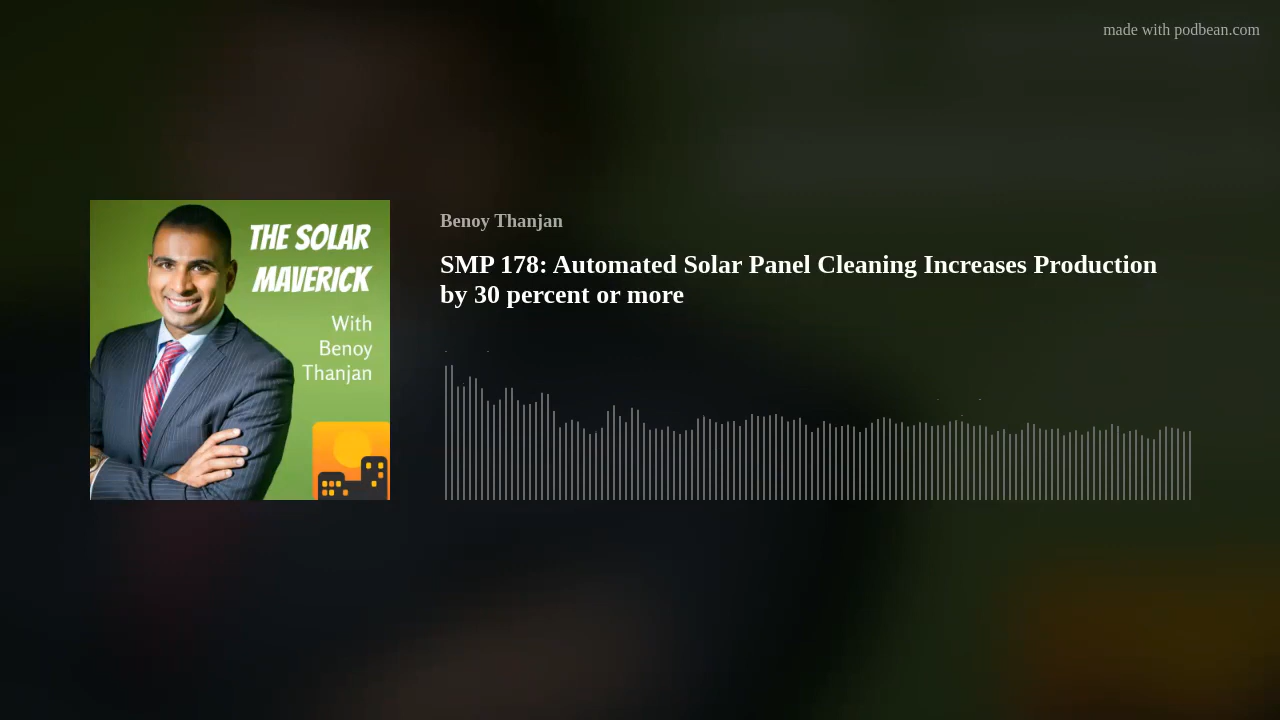 made with podbean.com
THE SOLAR
MAVERICK
With
Benoy
Thanjan
Benoy Thanjan
SMP 178: Automated Solar Panel Cleaning Increases Production
by 30 percent or more